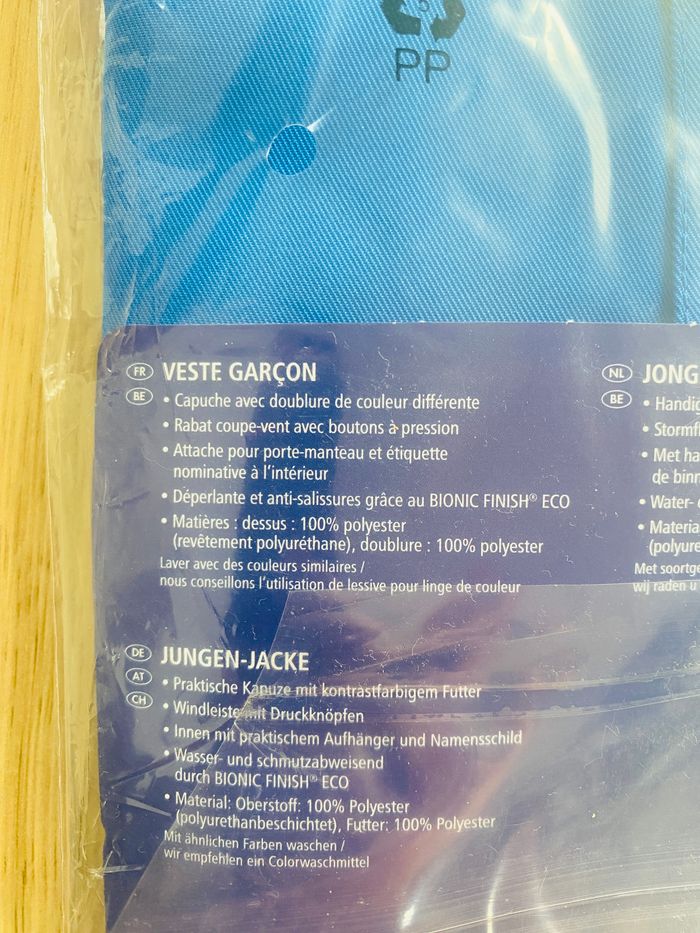 5
PP
FR
BE
VESTE GARÇON
• Capuche avec doublure de couleur différente
• Rabat coupe-vent avec boutons à pression
• Attache pour porte-manteau et étiquette
nominative à l'intérieur
• Déperlante et anti-salissures grâce au BIONIC FINISH® ECO
• Matières : dessus : 100% polyester
(revêtement polyuréthane), doublure : 100% polyester
Laver avec des couleurs similaires /
nous conseillons l'utilisation de lessive pour linge de couleur
NL
BE
JONG
• Handig
• Stormfl
• Met ha
de binn
• Water-
• Materia
(polyure
Met soortge
wij raden u
DE
AT
CH
JUNGEN-JACKE
• Praktische Kapuze mit kontrastfarbigem Futter
• Windleiste mit Druckknöpfen
• Innen mit praktischem Aufhänger und Namensschild
• Wasser- und schmutzabweisend
durch BIONIC FINISH® ECO
• Material: Oberstoff: 100% Polyester
(polyurethanbeschichtet), Futter: 100% Polyester
Mit ähnlichen Farben waschen /
wir empfehlen ein Colorwaschmittel